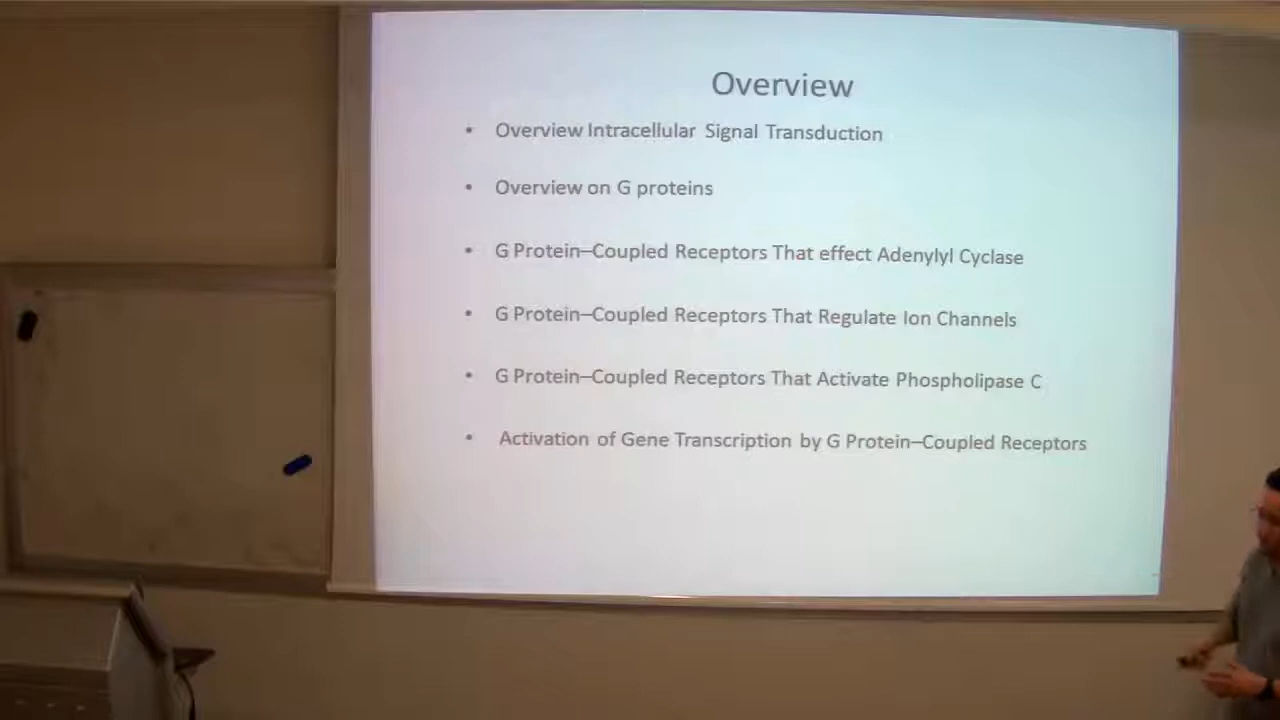 Overview
• Overview Intracellular Signal Transduction
• Overview on G proteins
• G Protein–Coupled Receptors That effect Adenylyl Cyclase
• G Protein–Coupled Receptors That Regulate Ion Channels
• G Protein–Coupled Receptors That Activate Phospholipase C
• Activation of Gene Transcription by G Protein–Coupled Receptors